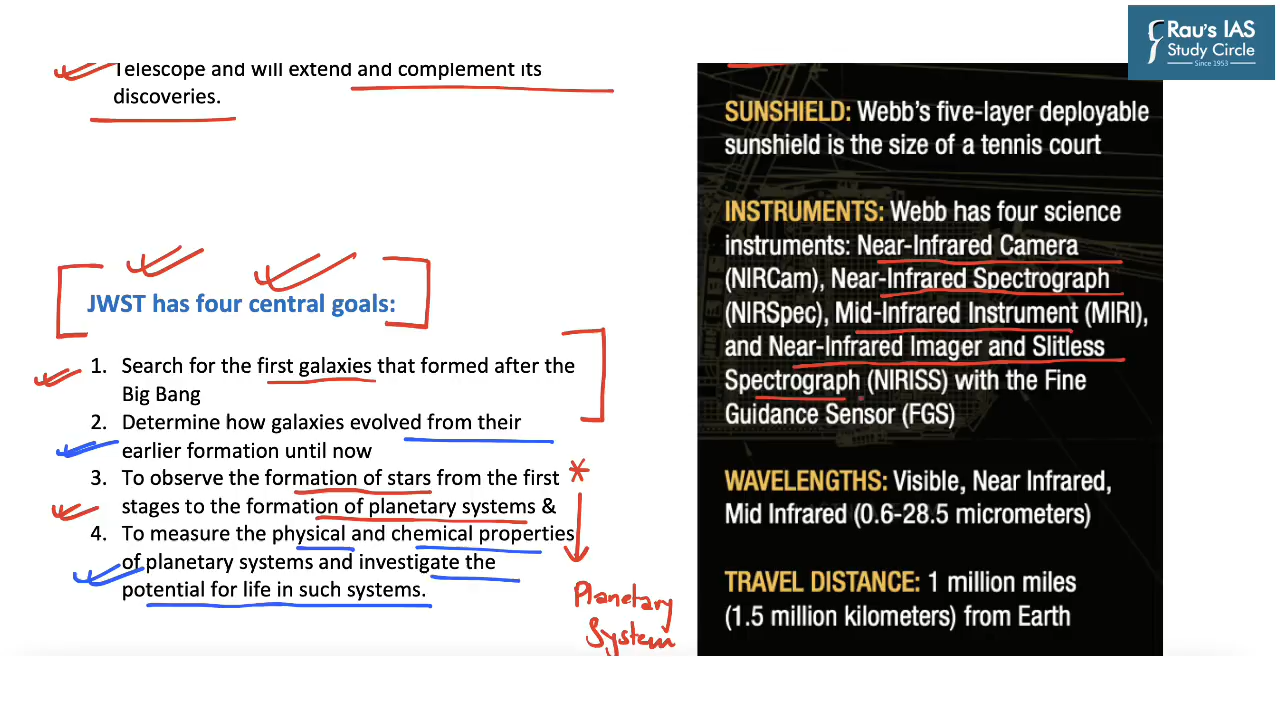 Rau's IAS
Study Circle
Since 1953
Telescope and will extend and complement its
discoveries.
JWST has four central goals:
1. Search for the first galaxies that formed after the
Big Bang
2. Determine how galaxies evolved from their
earlier formation until now
3. To observe the formation of stars from the first
stages to the formation of planetary systems &
4. To measure the physical and chemical properties
of planetary systems and investigate the
potential for life in such systems.
Planetary
System
SUNSHIELD: Webb's five-layer deployable
sunshield is the size of a tennis court
INSTRUMENTS: Webb has four science
instruments: Near-Infrared Camera
(NIRCam), Near-Infrared Spectrograph
(NIRSpec), Mid-Infrared Instrument (MIRI),
and Near-Infrared Imager and Slitless
Spectrograph (NIRISS) with the Fine
Guidance Sensor (FGS)
WAVELENGTHS: Visible, Near Infrared,
Mid Infrared (0.6-28.5 micrometers)
TRAVEL DISTANCE: 1 million miles
(1.5 million kilometers) from Earth